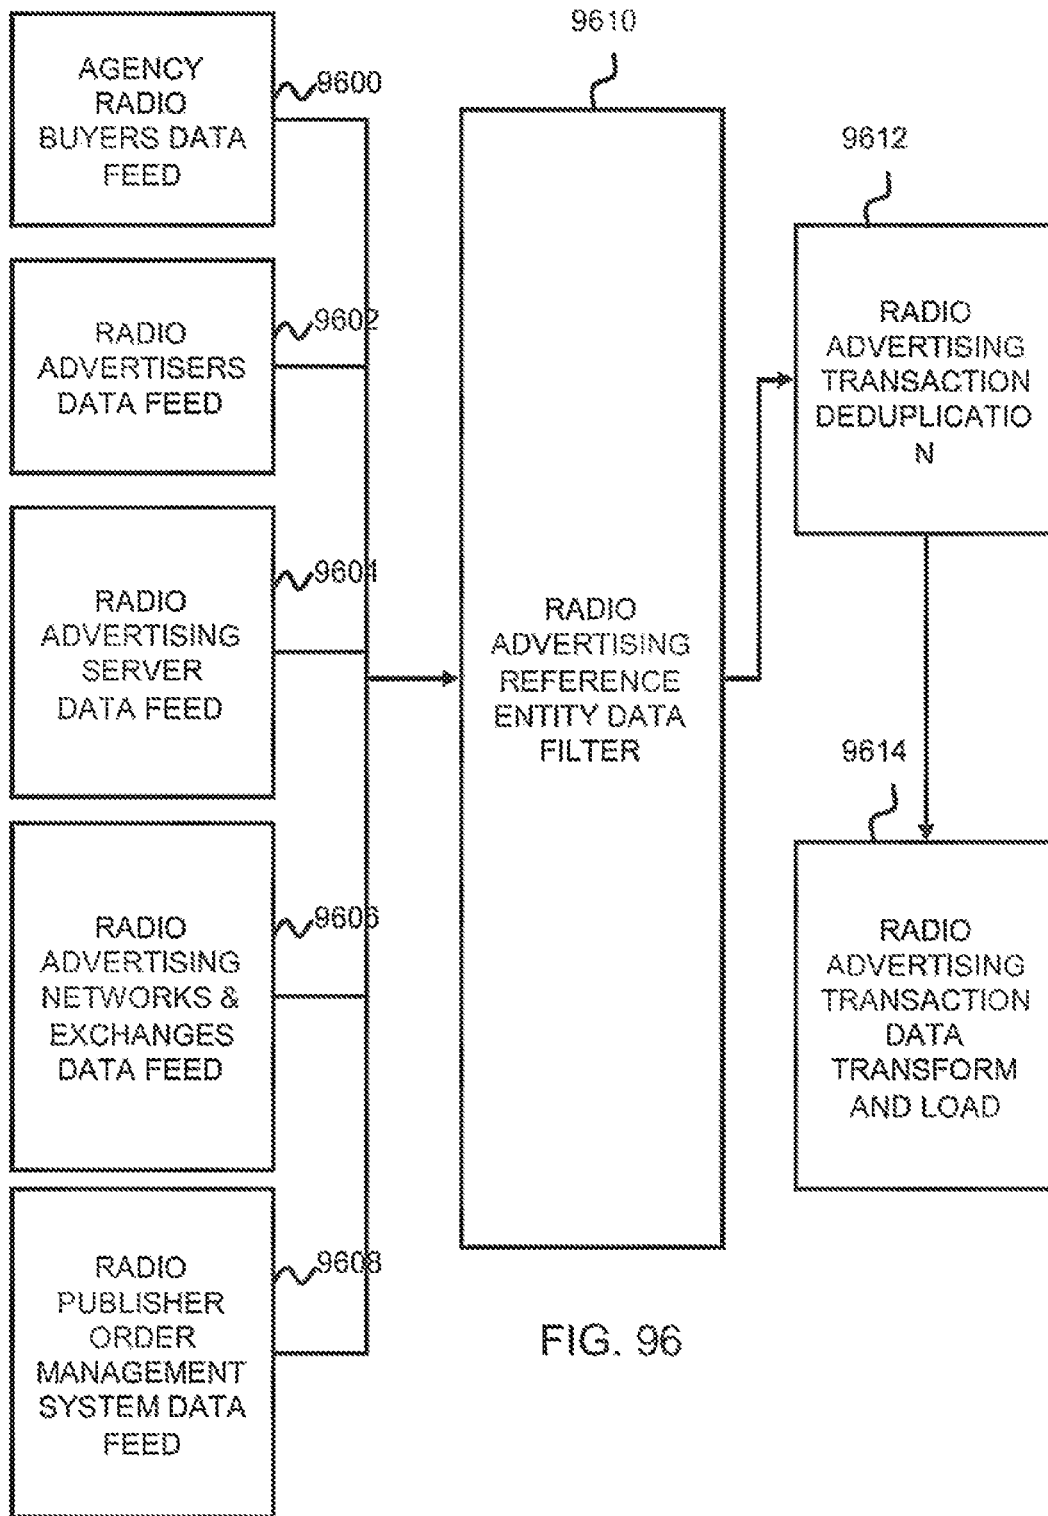 AGENCY
RADIO
BUYERS DATA
FEED
9600
RADIO
ADVERTISERS
DATA FEED
9602
RADIO
ADVERTISING
SERVER
DATA FEED
9604
RADIO
ADVERTISING
NETWORKS &
EXCHANGES
DATA FEED
9606
RADIO
PUBLISHER
ORDER
MANAGEMENT
SYSTEM DATA
FEED
9608
9610
RADIO
ADVERTISING
REFERENCE
ENTITY DATA
FILTER
9612
RADIO
ADVERTISING
TRANSACTION
DEDUPLICATIO
N
9614
RADIO
ADVERTISING
TRANSACTION
DATA
TRANSFORM
AND LOAD
FIG. 96